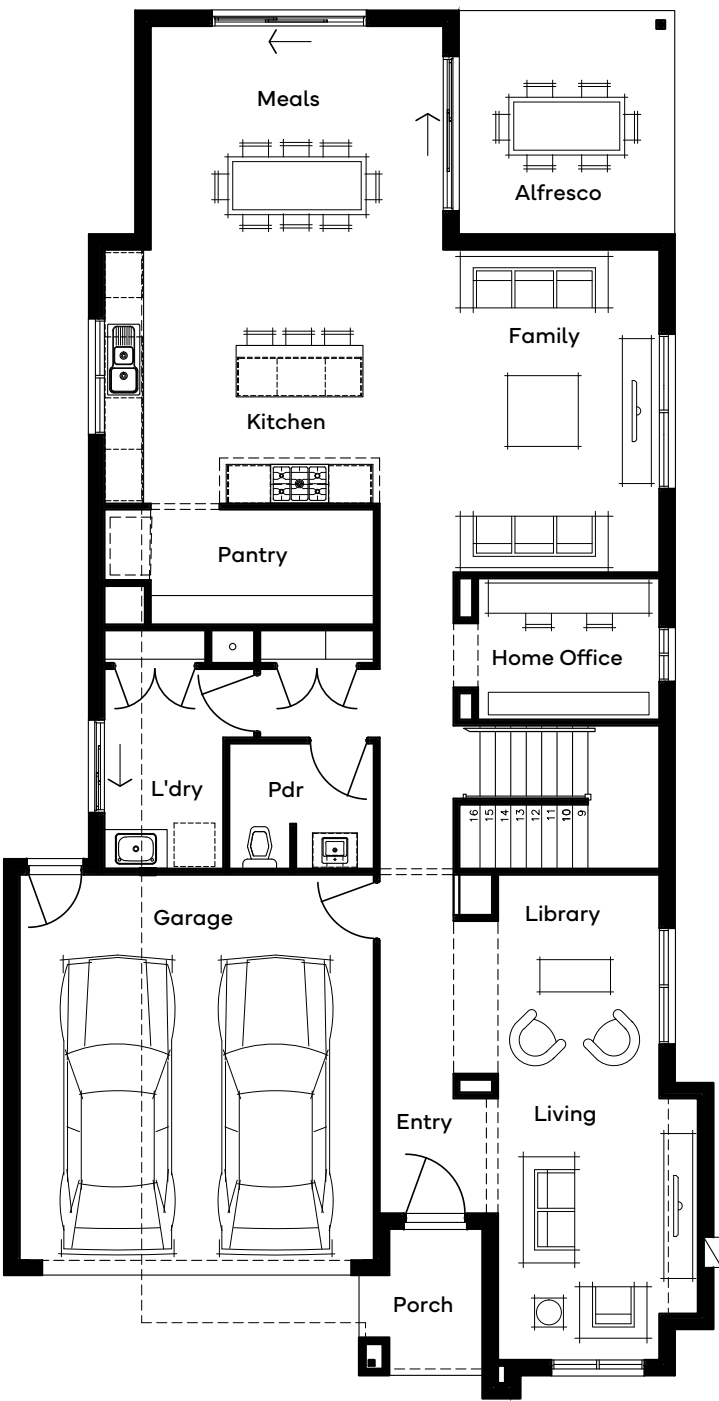 Meals
Alfresco
Family
Kitchen
Pantry
Home Office
L'dry
Pdr
16 15 14 13 12 11 10 9
Garage
Library
Entry
Living
Porch